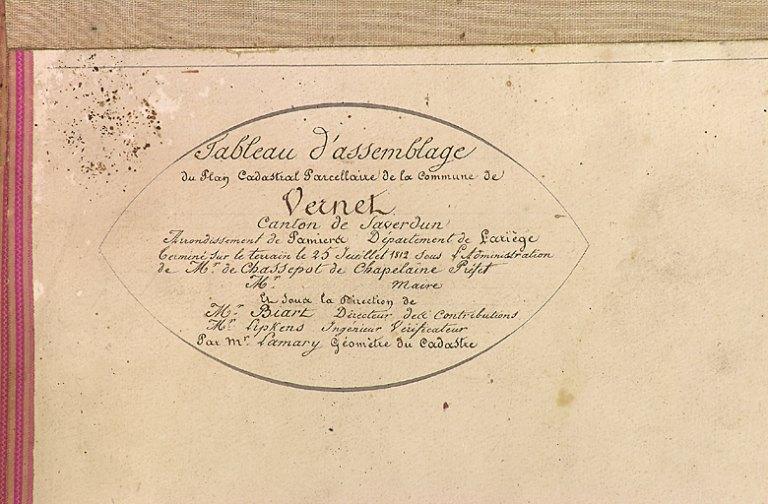 Tableau d'assemblage
du Plan Cadastral Parcellaire de la Commune de
Vernet
Canton de Saverdun
Arrondissement de Pamiers Département de Lariège
terminé sur le terrain le 25 Juillet 1812 sous l'Administration
de Mr. de Chassepot de Chapelaine Préfet
Mr. Maire
Et sous la Direction de
Mr. Biart Directeur des Contributions
Mr. Lipkens Ingénieur Vérificateur
Par Mr. Lamary Géomètre du Cadastre